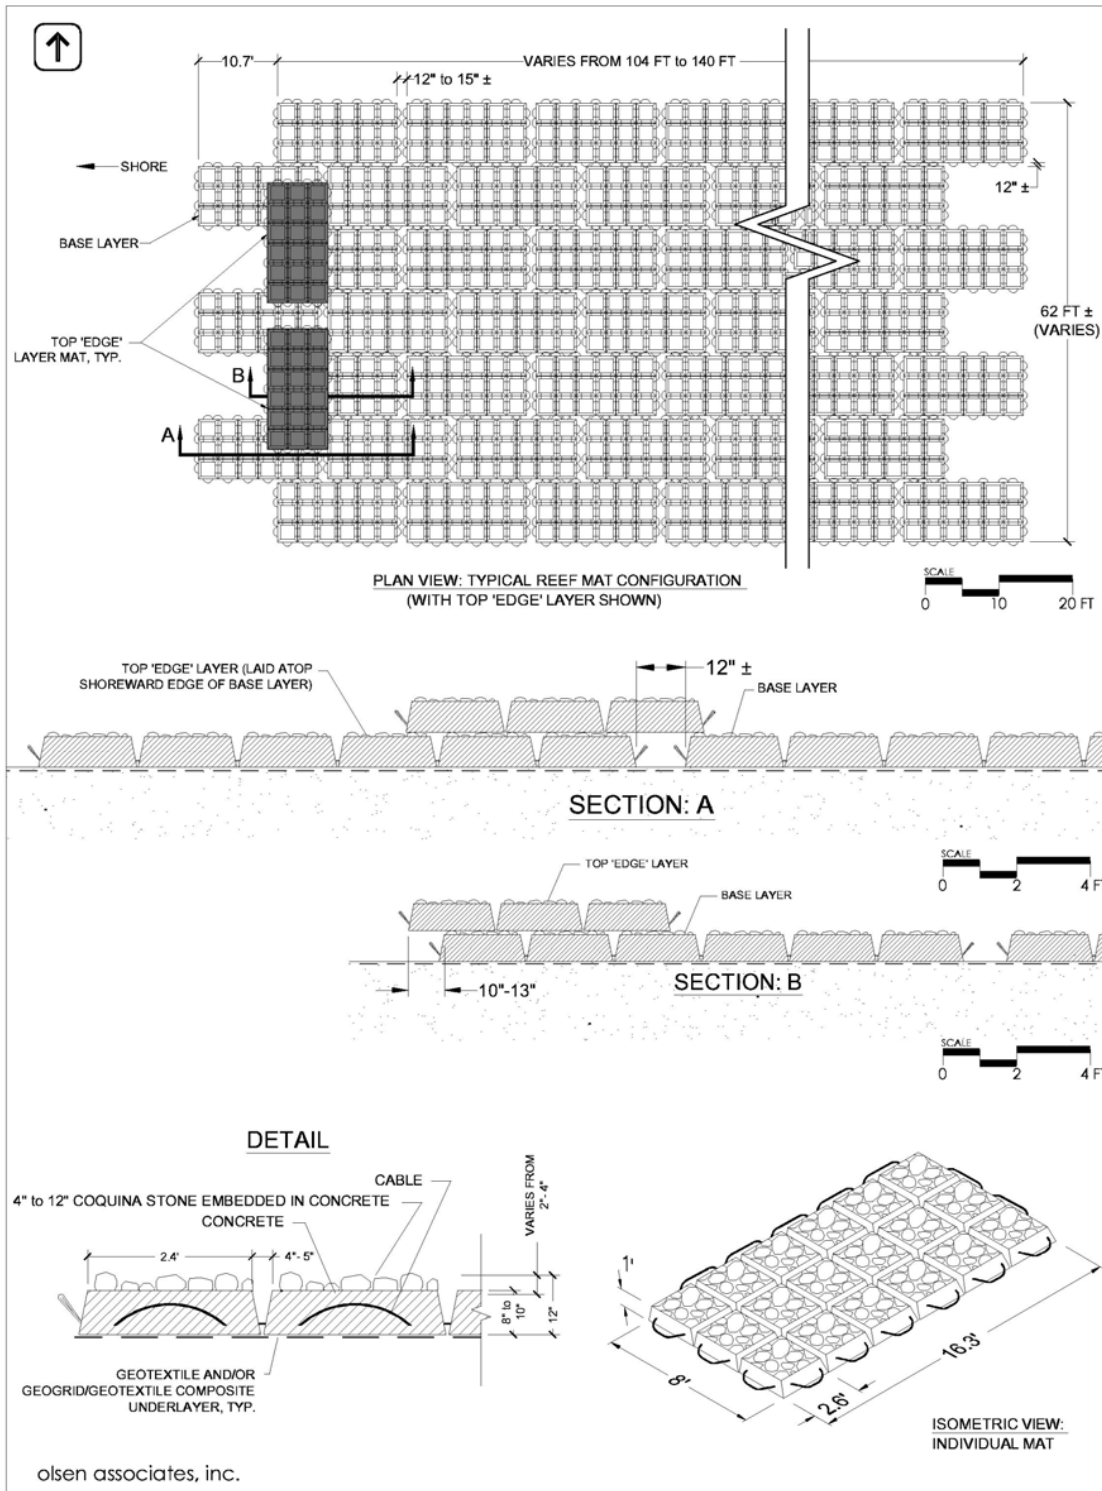 10.7'
VARIES FROM 104 FT to 140 FT
12" to 15" ±
SHORE
12" ±
BASE LAYER
62 FT ±
(VARIES)
TOP 'EDGE'
LAYER MAT, TYP.
B
A
PLAN VIEW: TYPICAL REEF MAT CONFIGURATION
(WITH TOP 'EDGE' LAYER SHOWN)
SCALE
0 10 20 FT
TOP 'EDGE' LAYER (LAID ATOP
SHOREWARD EDGE OF BASE LAYER)
12" ±
BASE LAYER
SECTION: A
SCALE
0 2 4 FT
TOP 'EDGE' LAYER
BASE LAYER
10"-13"
SECTION: B
SCALE
0 2 4 FT
DETAIL
CABLE
4" to 12" COQUINA STONE EMBEDDED IN CONCRETE
CONCRETE
VARIES FROM
2"- 4"
2.4'
4"- 5"
8" to
10"
12"
GEOTEXTILE AND/OR
GEOGRID/GEOTEXTILE COMPOSITE
UNDERLAYER, TYP.
1'
8'
2.6'
16.3'
ISOMETRIC VIEW:
INDIVIDUAL MAT
olsen associates, inc.